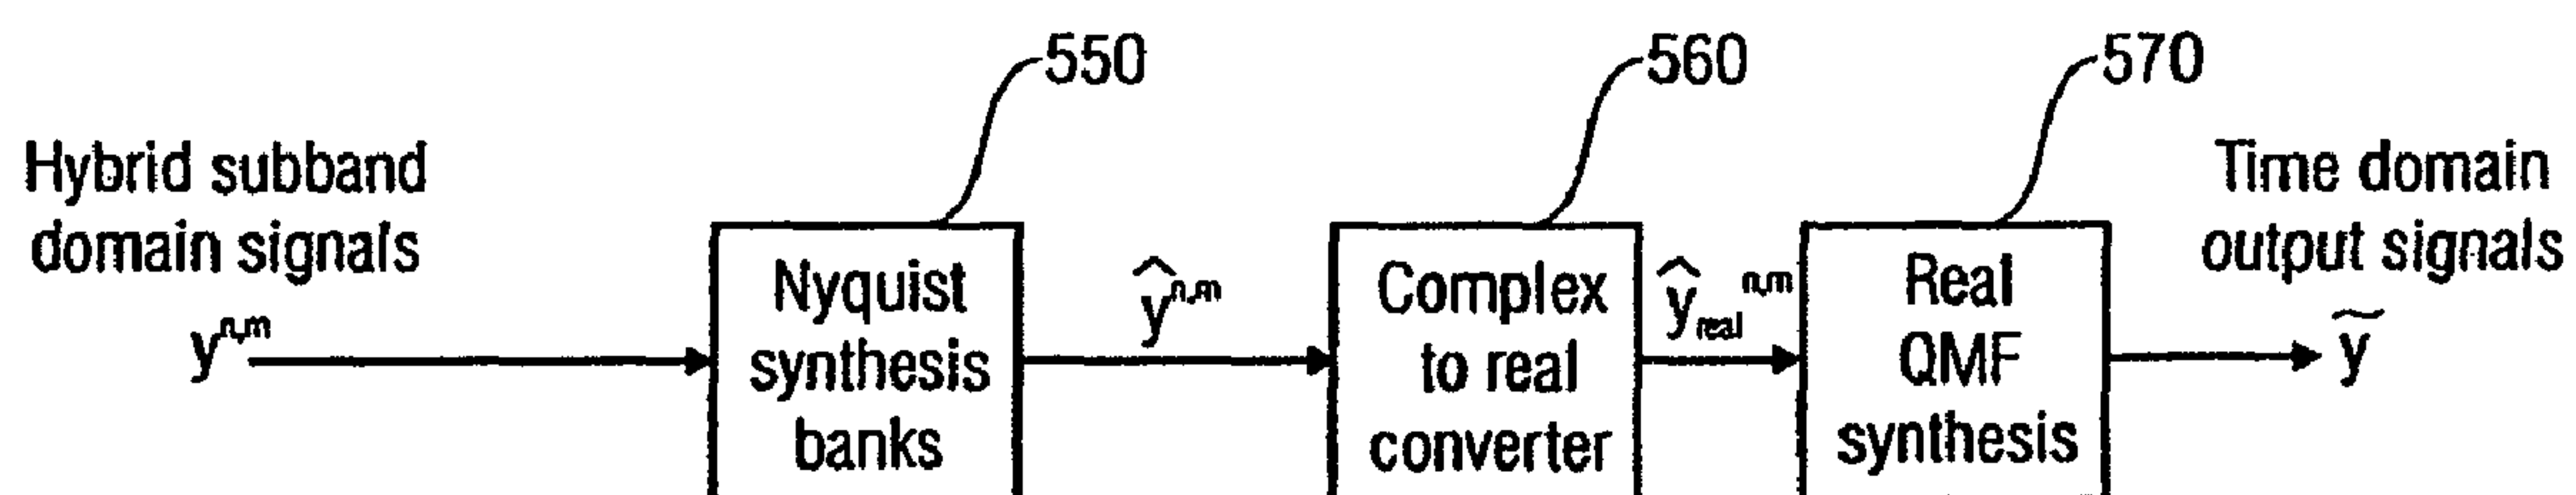 550
560
570
Hybrid subband
domain signals
y^n,m
Nyquist
synthesis
banks
ŷ^n,m
Complex
to real
converter
ŷ_real^n,m
Real
QMF
synthesis
Time domain
output signals
ỹ